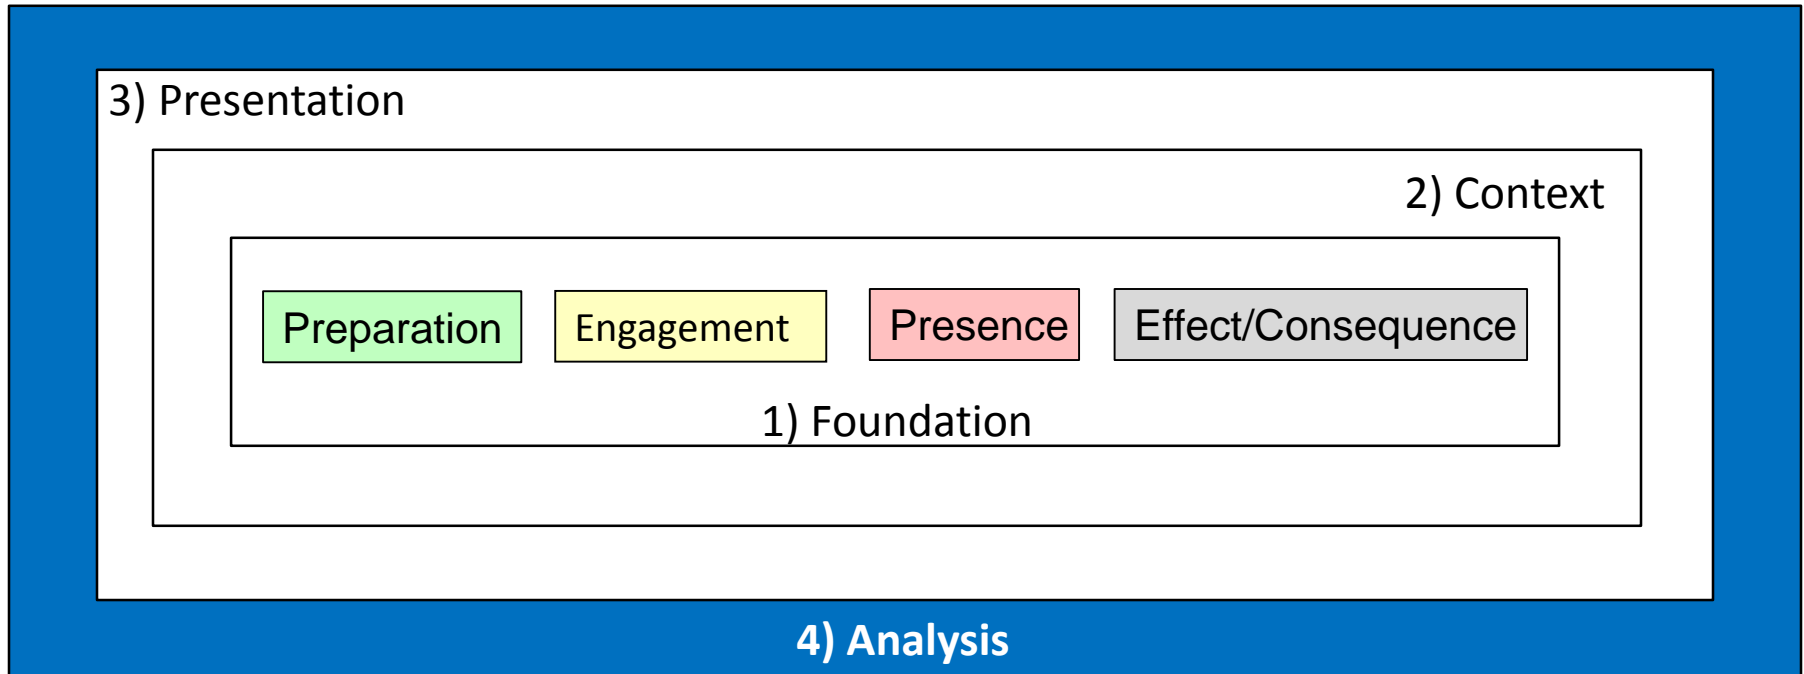 3) Presentation
2) Context
Preparation
Engagement
Presence
Effect/Consequence
1) Foundation
4) Analysis